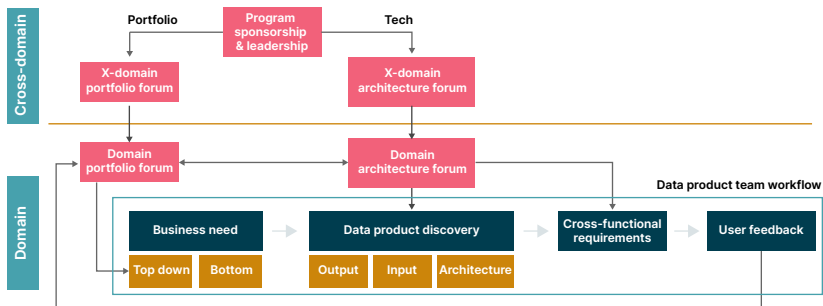 Portfolio
Program
sponsorship
& leadership
Tech
Cross-domain
X-domain
portfolio forum
X-domain
architecture forum
Domain
portfolio forum
Domain
architecture forum
Domain
Data product team workflow
Business need
Data product discovery
Cross-functional
requirements
User feedback
Top down
Bottom
Output
Input
Architecture